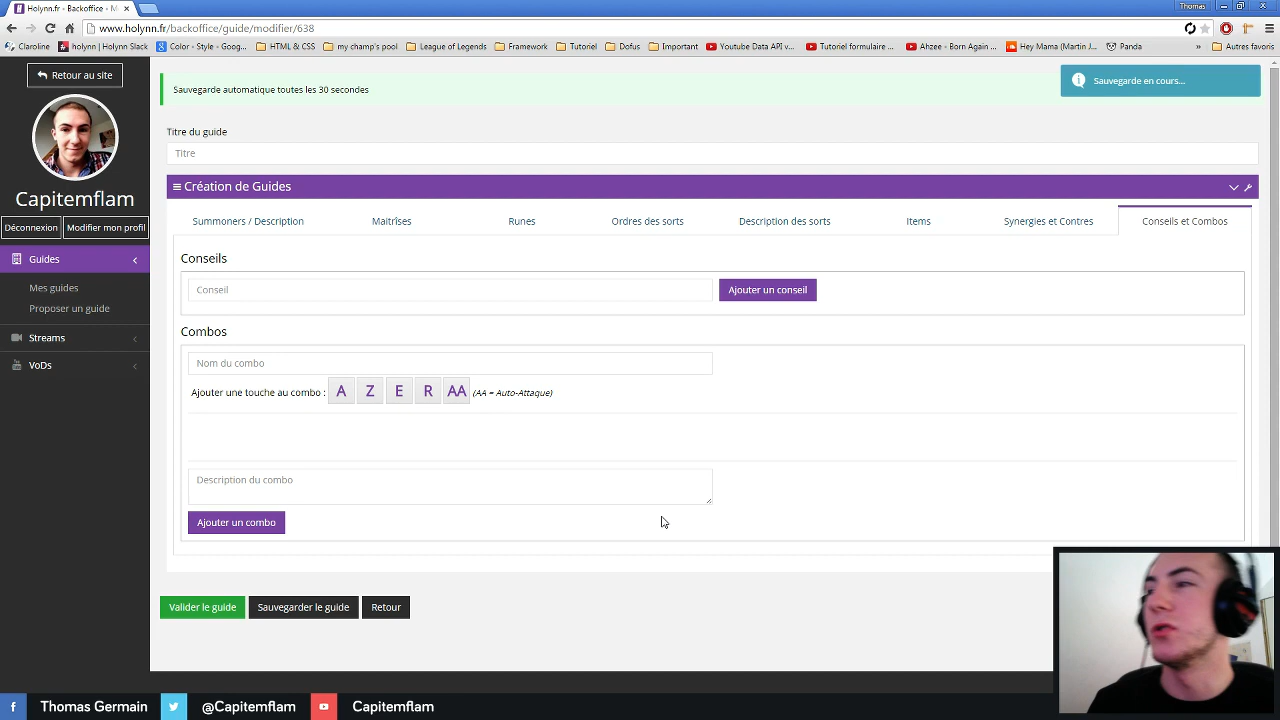 Holynn.fr - Backoffice - M
Thomas
www.holynn.fr/backoffice/guide/modifier/638
Claroline
holynn | Holynn Slack
Color - Style - Goog...
HTML & CSS
my champ's pool
League of Legends
Framework
Tutoriel
Dofus
Important
Youtube Data API v...
Tutoriel formulaire ...
Ahzee - Born Again ...
Hey Mama (Martin J...
Panda
»
Autres favoris
Retour au site
Capitemflam
Déconnexion
Modifier mon profil
Guides
Mes guides
Proposer un guide
Streams
VoDs
Sauvegarde automatique toutes les 30 secondes
Sauvegarde en cours...
Titre du guide
Titre
Création de Guides
Summoners / Description
Maitrîses
Runes
Ordres des sorts
Description des sorts
Items
Synergies et Contres
Conseils et Combos
Conseils
Conseil
Ajouter un conseil
Combos
Nom du combo
Ajouter une touche au combo : A Z E R AA (AA = Auto-Attaque)
Description du combo
Ajouter un combo
Valider le guide
Sauvegarder le guide
Retour
Thomas Germain
@Capitemflam
Capitemflam